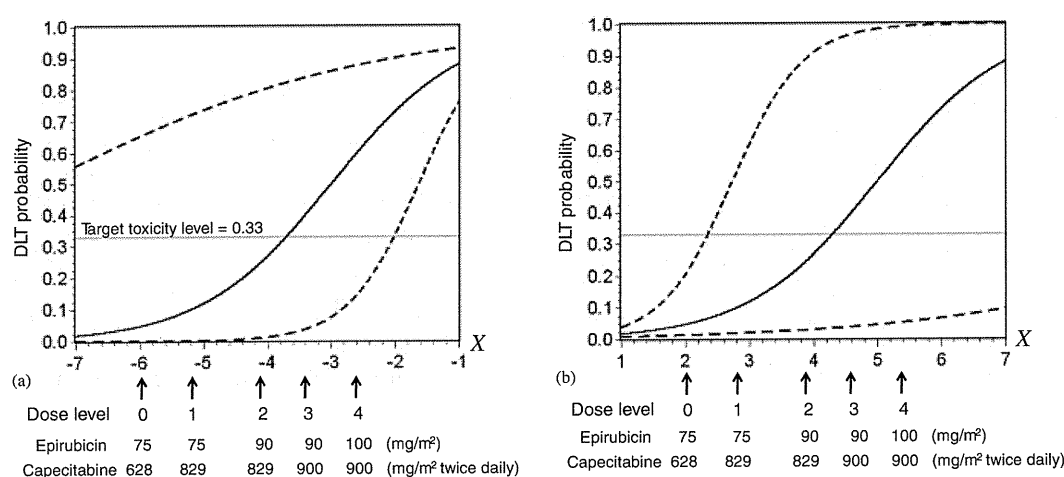 1.0
0.9
0.8
0.7
0.6
0.5
0.4
0.3
0.2
0.1
0.0
DLT probability
Target toxicity level = 0.33
-7 -6 -5 -4 -3 -2 -1 X
(a)
Dose level 0 1 2 3 4
Epirubicin 75 75 90 90 100 (mg/m²)
Capecitabine 628 829 829 900 900 (mg/m² twice daily)
1.0
0.9
0.8
0.7
0.6
0.5
0.4
0.3
0.2
0.1
0.0
DLT probability
1 2 3 4 5 6 7 X
(b)
Dose level 0 1 2 3 4
Epirubicin 75 75 90 90 100 (mg/m²)
Capecitabine 628 829 829 900 900 (mg/m² twice daily)